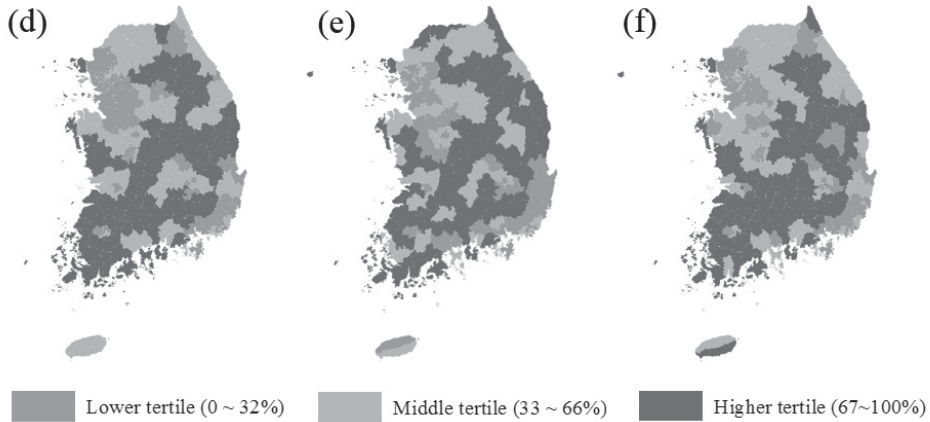 (d) (e) (f)
Lower tertile (0 ~ 32%) Middle tertile (33 ~ 66%) Higher tertile (67~100%)